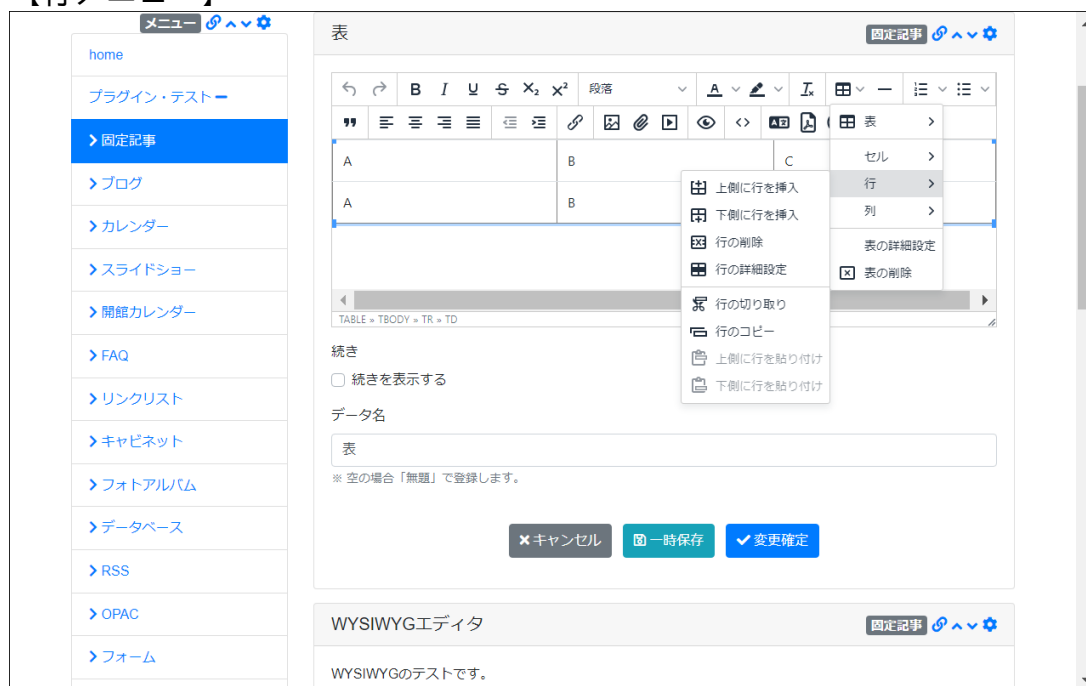 メニュー
home
プラグイン・テスト
固定記事
ブログ
カレンダー
スライドショー
開館カレンダー
FAQ
リンクリスト
キャビネット
フォトアルバム
データベース
RSS
OPAC
フォーム
表
固定記事
段落
A B C
A B
TABLE » TBODY » TR » TD
表
セル
行
列
表の詳細設定
表の削除
上側に行を挿入
下側に行を挿入
行の削除
行の詳細設定
行の切り取り
行のコピー
上側に行を貼り付け
下側に行を貼り付け
続き
続きを表示する
データ名
表
※ 空の場合「無題」で登録します。
キャンセル 一時保存 変更確定
WYSIWYGエディタ
固定記事
WYSIWYGのテストです。